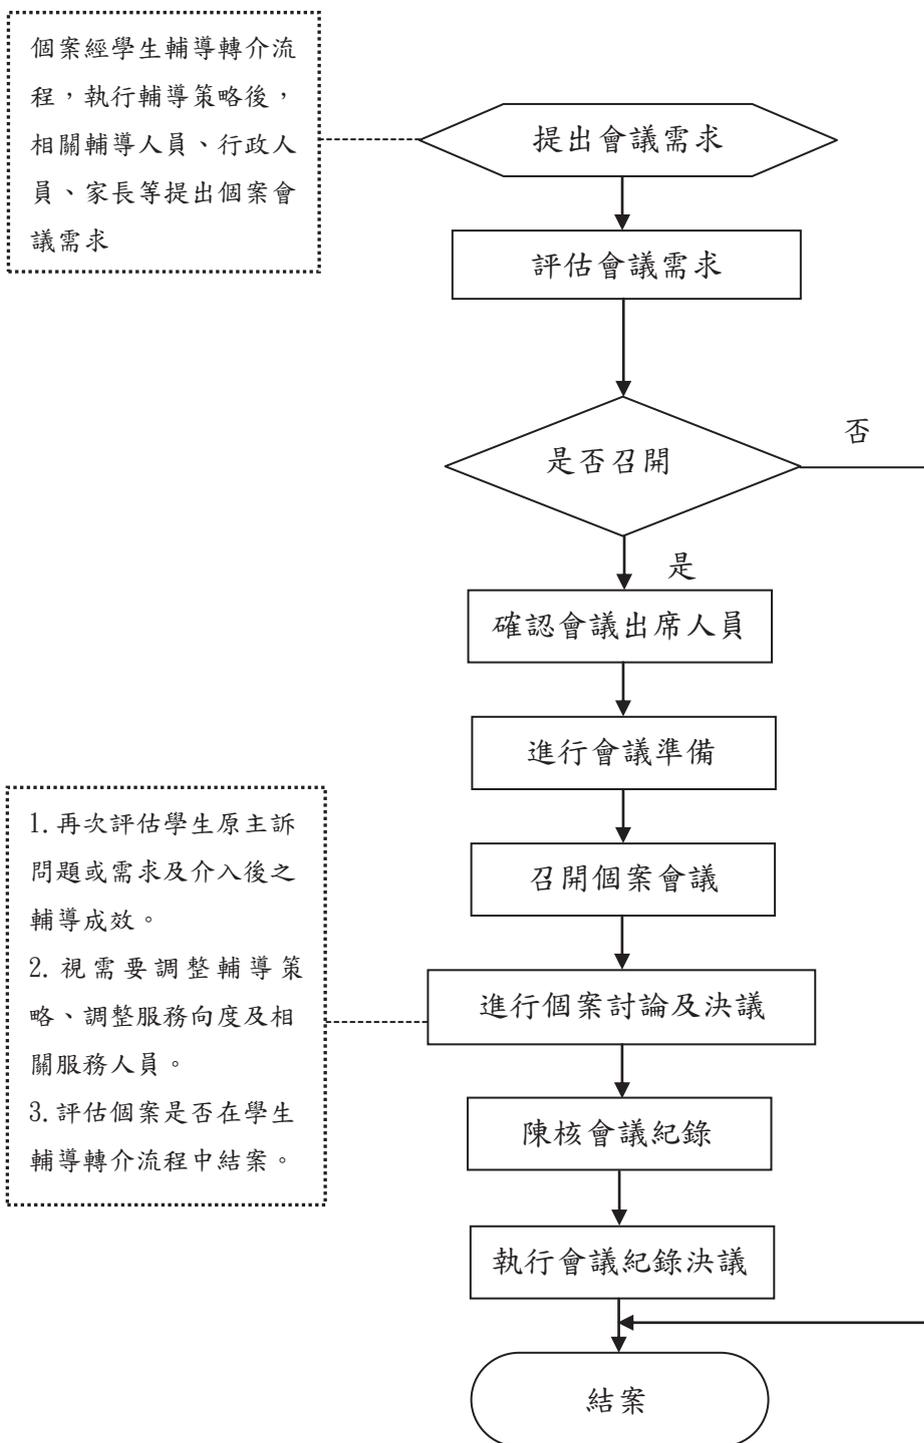 個案經學生輔導轉介流
程，執行輔導策略後，
相關輔導人員、行政人
員、家長等提出個案會
議需求
提出會議需求
評估會議需求
是否召開
否
是
確認會議出席人員
進行會議準備
召開個案會議
1. 再次評估學生原主訴
問題或需求及介入後之
輔導成效。
2. 視需要調整輔導策
略、調整服務向度及相
關服務人員。
3. 評估個案是否在學生
輔導轉介流程中結案。
進行個案討論及決議
陳核會議紀錄
執行會議紀錄決議
結案